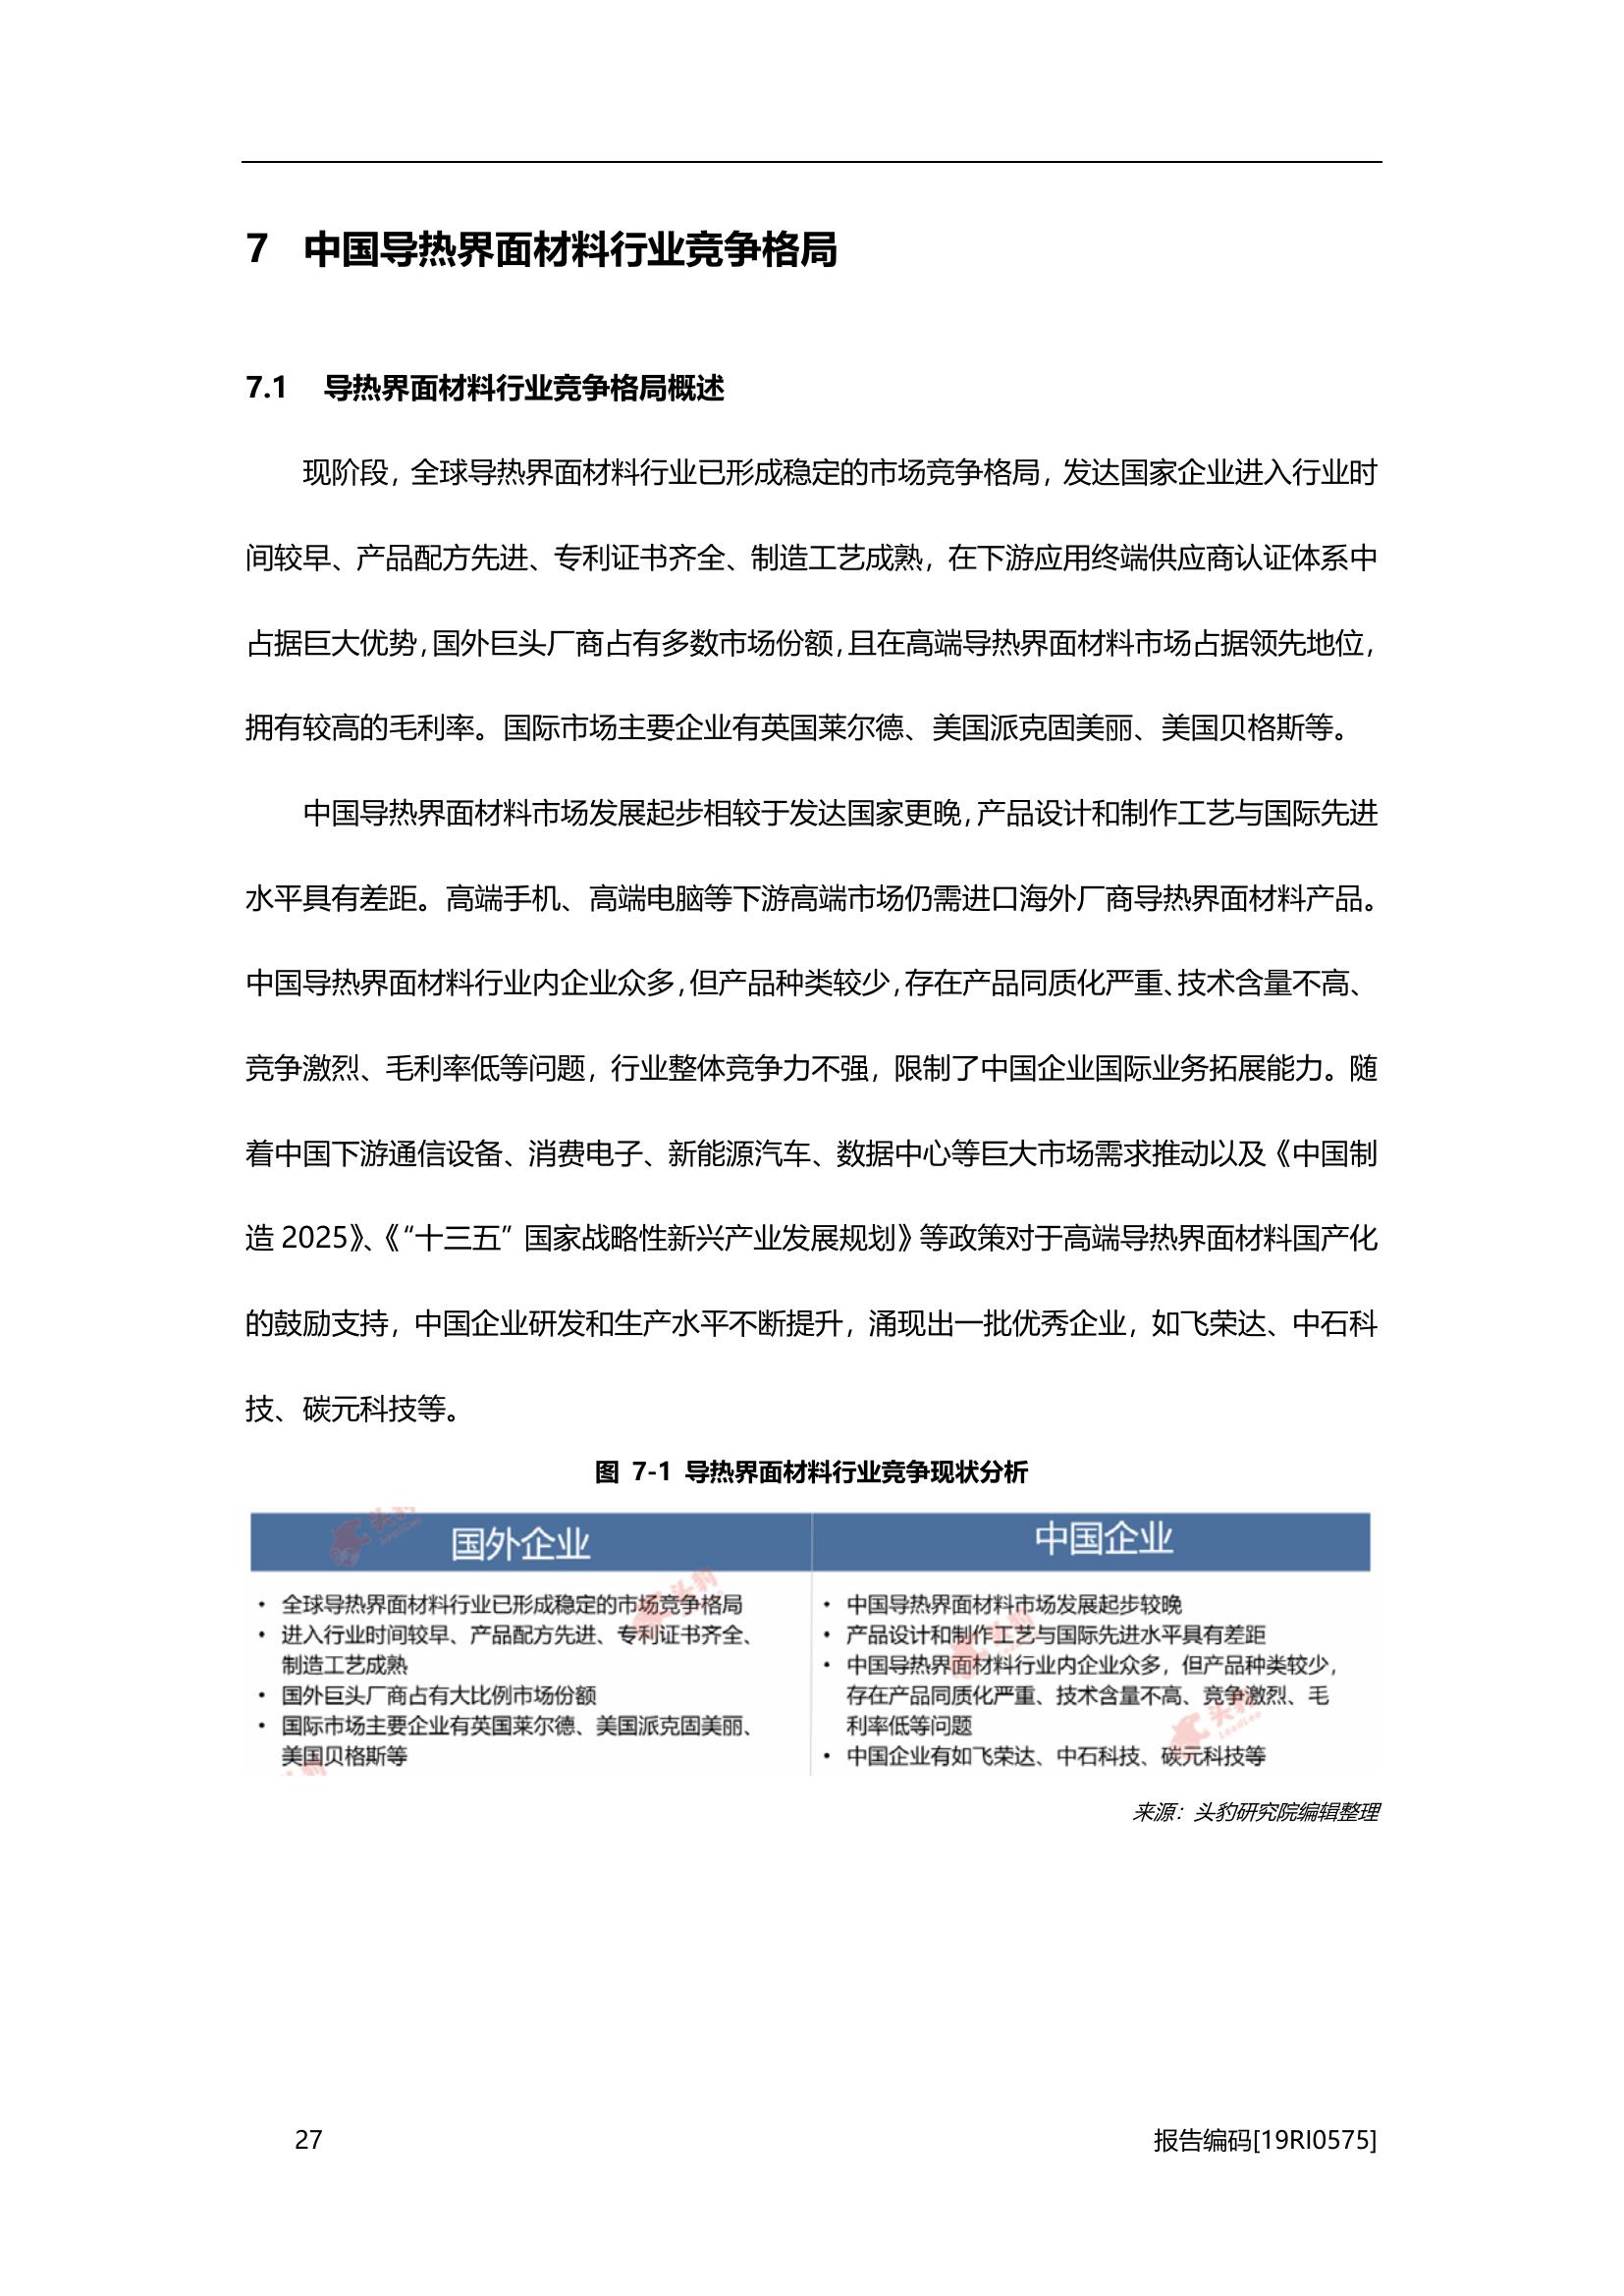 7 中国导热界面材料行业竞争格局
7.1 导热界面材料行业竞争格局概述
现阶段，全球导热界面材料行业已形成稳定的市场竞争格局，发达国家企业进入行业时
间较早、产品配方先进、专利证书齐全、制造工艺成熟，在下游应用终端供应商认证体系中
占据巨大优势，国外巨头厂商占有多数市场份额，且在高端导热界面材料市场占据领先地位，
拥有较高的毛利率。国际市场主要企业有英国莱尔德、美国派克固美丽、美国贝格斯等。
中国导热界面材料市场发展起步相较于发达国家更晚，产品设计和制作工艺与国际先进
水平具有差距。高端手机、高端电脑等下游高端市场仍需进口海外厂商导热界面材料产品。
中国导热界面材料行业内企业众多，但产品种类较少，存在产品同质化严重、技术含量不高、
竞争激烈、毛利率低等问题，行业整体竞争力不强，限制了中国企业国际业务拓展能力。随
着中国下游通信设备、消费电子、新能源汽车、数据中心等巨大市场需求推动以及《中国制
造 2025》、《“十三五”国家战略性新兴产业发展规划》等政策对于高端导热界面材料国产化
的鼓励支持，中国企业研发和生产水平不断提升，涌现出一批优秀企业，如飞荣达、中石科
技、碳元科技等。
图 7-1 导热界面材料行业竞争现状分析
国外企业
• 全球导热界面材料行业已形成稳定的市场竞争格局
• 进入行业时间较早、产品配方先进、专利证书齐全、
制造工艺成熟
• 国外巨头厂商占有大比例市场份额
• 国际市场主要企业有英国莱尔德、美国派克固美丽、
美国贝格斯等
中国企业
• 中国导热界面材料市场发展起步较晚
• 产品设计和制作工艺与国际先进水平具有差距
• 中国导热界面材料行业内企业众多，但产品种类较少，
存在产品同质化严重、技术含量不高、竞争激烈、毛
利率低等问题
• 中国企业有如飞荣达、中石科技、碳元科技等
来源：头豹研究院编辑整理
27
报告编码[19RI0575]